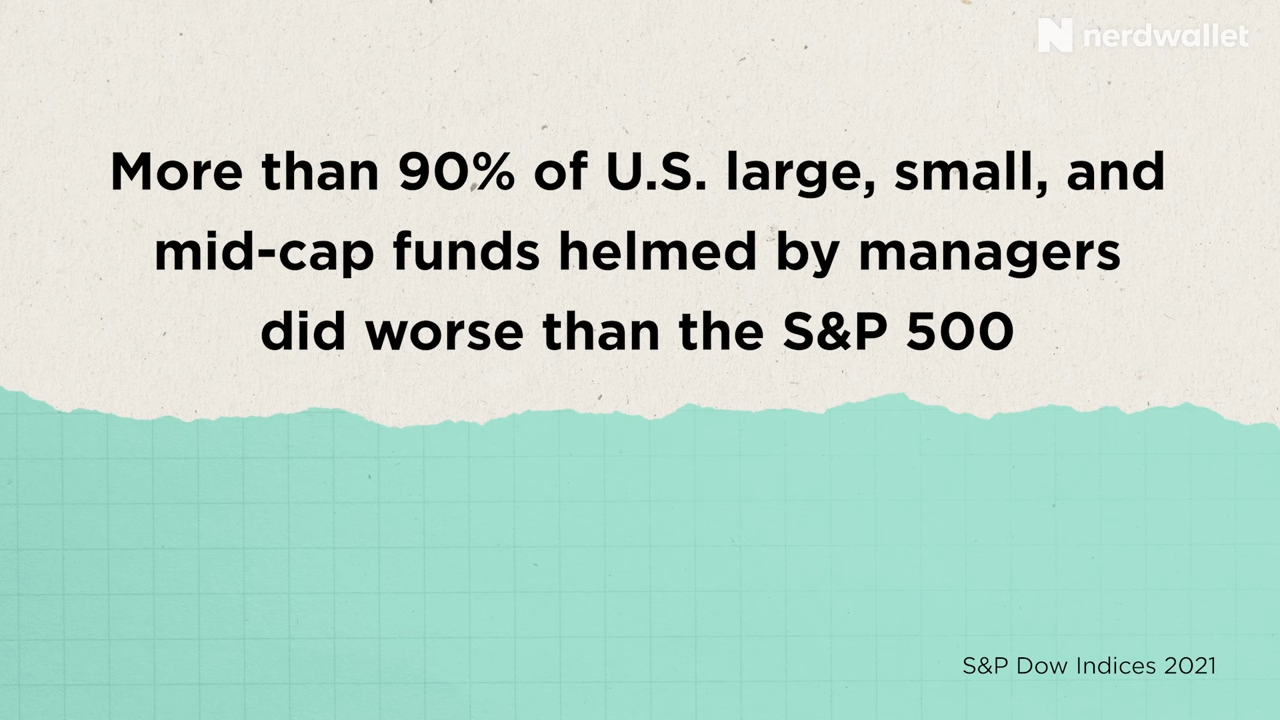 nerdwallet
More than 90% of U.S. large, small, and
mid-cap funds helmed by managers
did worse than the S&P 500
S&P Dow Indices 2021